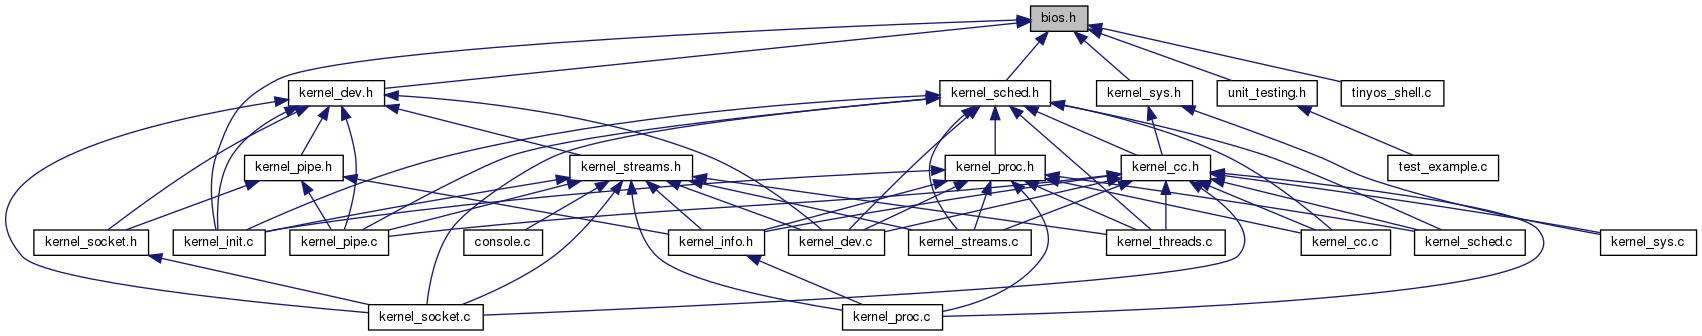 bios.h
kernel_dev.h
kernel_sched.h
kernel_sys.h
unit_testing.h
tinyos_shell.c
kernel_pipe.h
kernel_streams.h
kernel_proc.h
kernel_cc.h
test_example.c
kernel_socket.h
kernel_init.c
kernel_pipe.c
console.c
kernel_info.h
kernel_dev.c
kernel_streams.c
kernel_threads.c
kernel_cc.c
kernel_sched.c
kernel_sys.c
kernel_socket.c
kernel_proc.c